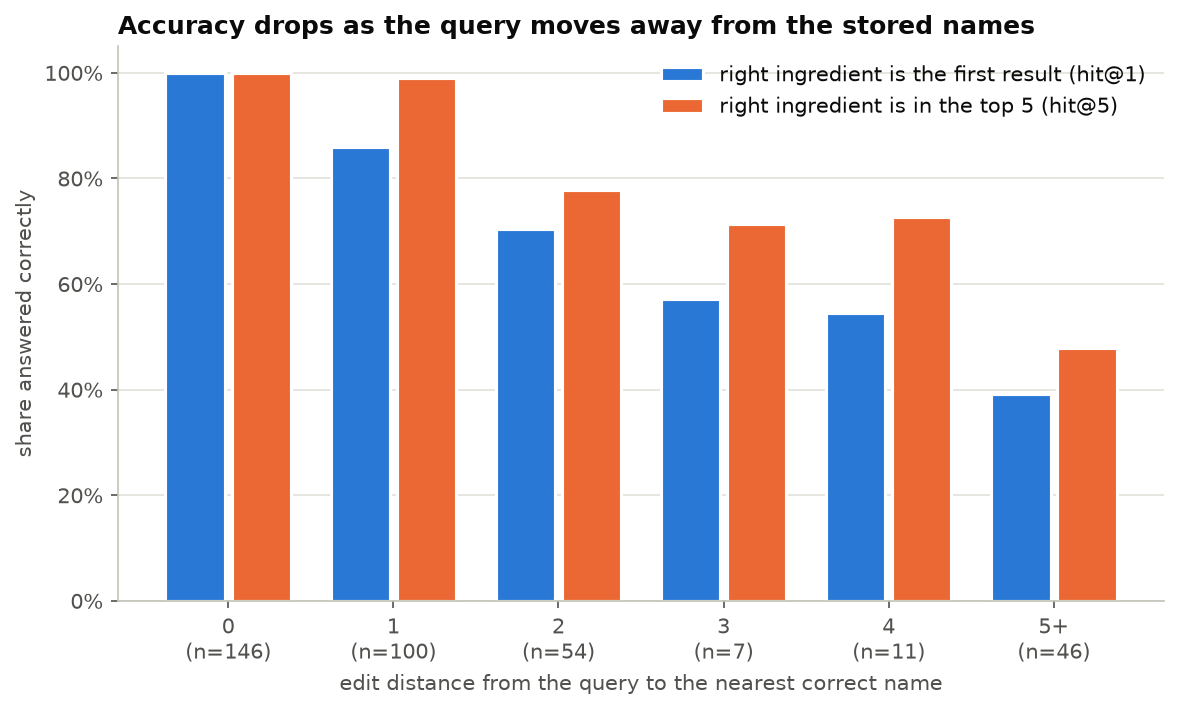 Accuracy drops as the query moves away from the stored names
right ingredient is the first result (hit@1)
right ingredient is in the top 5 (hit@5)
share answered correctly
100%
80%
60%
40%
20%
0%
0 1 2 3 4 5+
(n=146) (n=100) (n=54) (n=7) (n=11) (n=46)
edit distance from the query to the nearest correct name